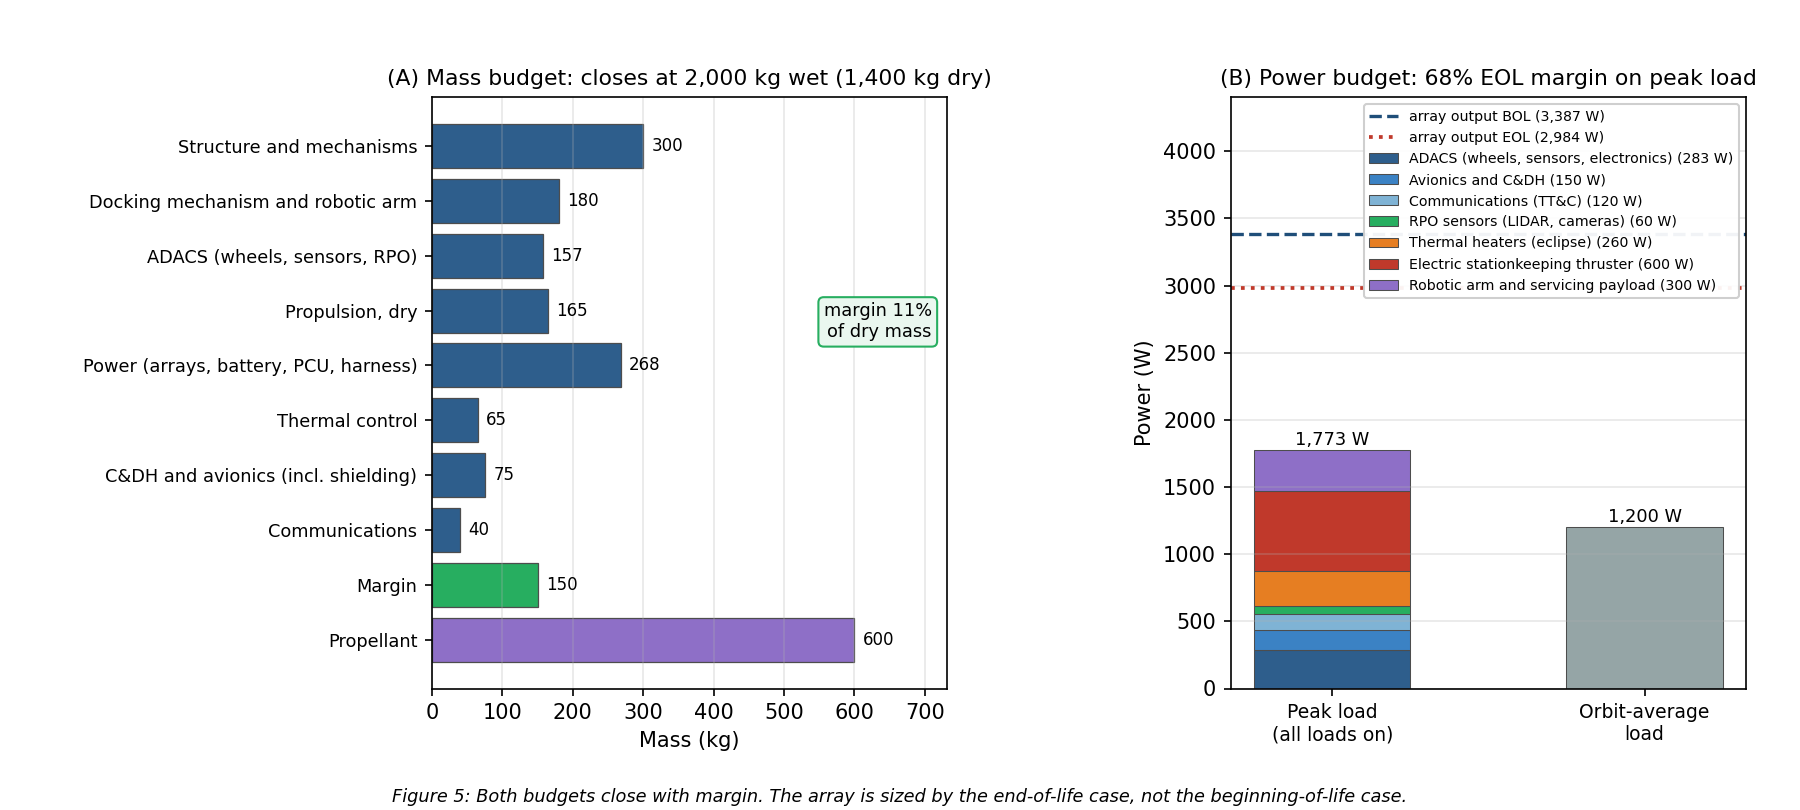 (A) Mass budget: closes at 2,000 kg wet (1,400 kg dry)
Structure and mechanisms
300
Docking mechanism and robotic arm
180
ADACS (wheels, sensors, RPO)
157
Propulsion, dry
165
margin 11%
of dry mass
Power (arrays, battery, PCU, harness)
268
Thermal control
65
C&DH and avionics (incl. shielding)
75
Communications
40
Margin
150
Propellant
600
0 100 200 300 400 500 600 700
Mass (kg)
(B) Power budget: 68% EOL margin on peak load
array output BOL (3,387 W)
array output EOL (2,984 W)
ADACS (wheels, sensors, electronics) (283 W)
Avionics and C&DH (150 W)
Communications (TT&C) (120 W)
RPO sensors (LIDAR, cameras) (60 W)
Thermal heaters (eclipse) (260 W)
Electric stationkeeping thruster (600 W)
Robotic arm and servicing payload (300 W)
Power (W)
4000
3500
3000
2500
2000
1500
1000
500
0
1,773 W
1,200 W
Peak load
(all loads on)
Orbit-average
load
Figure 5: Both budgets close with margin. The array is sized by the end-of-life case, not the beginning-of-life case.